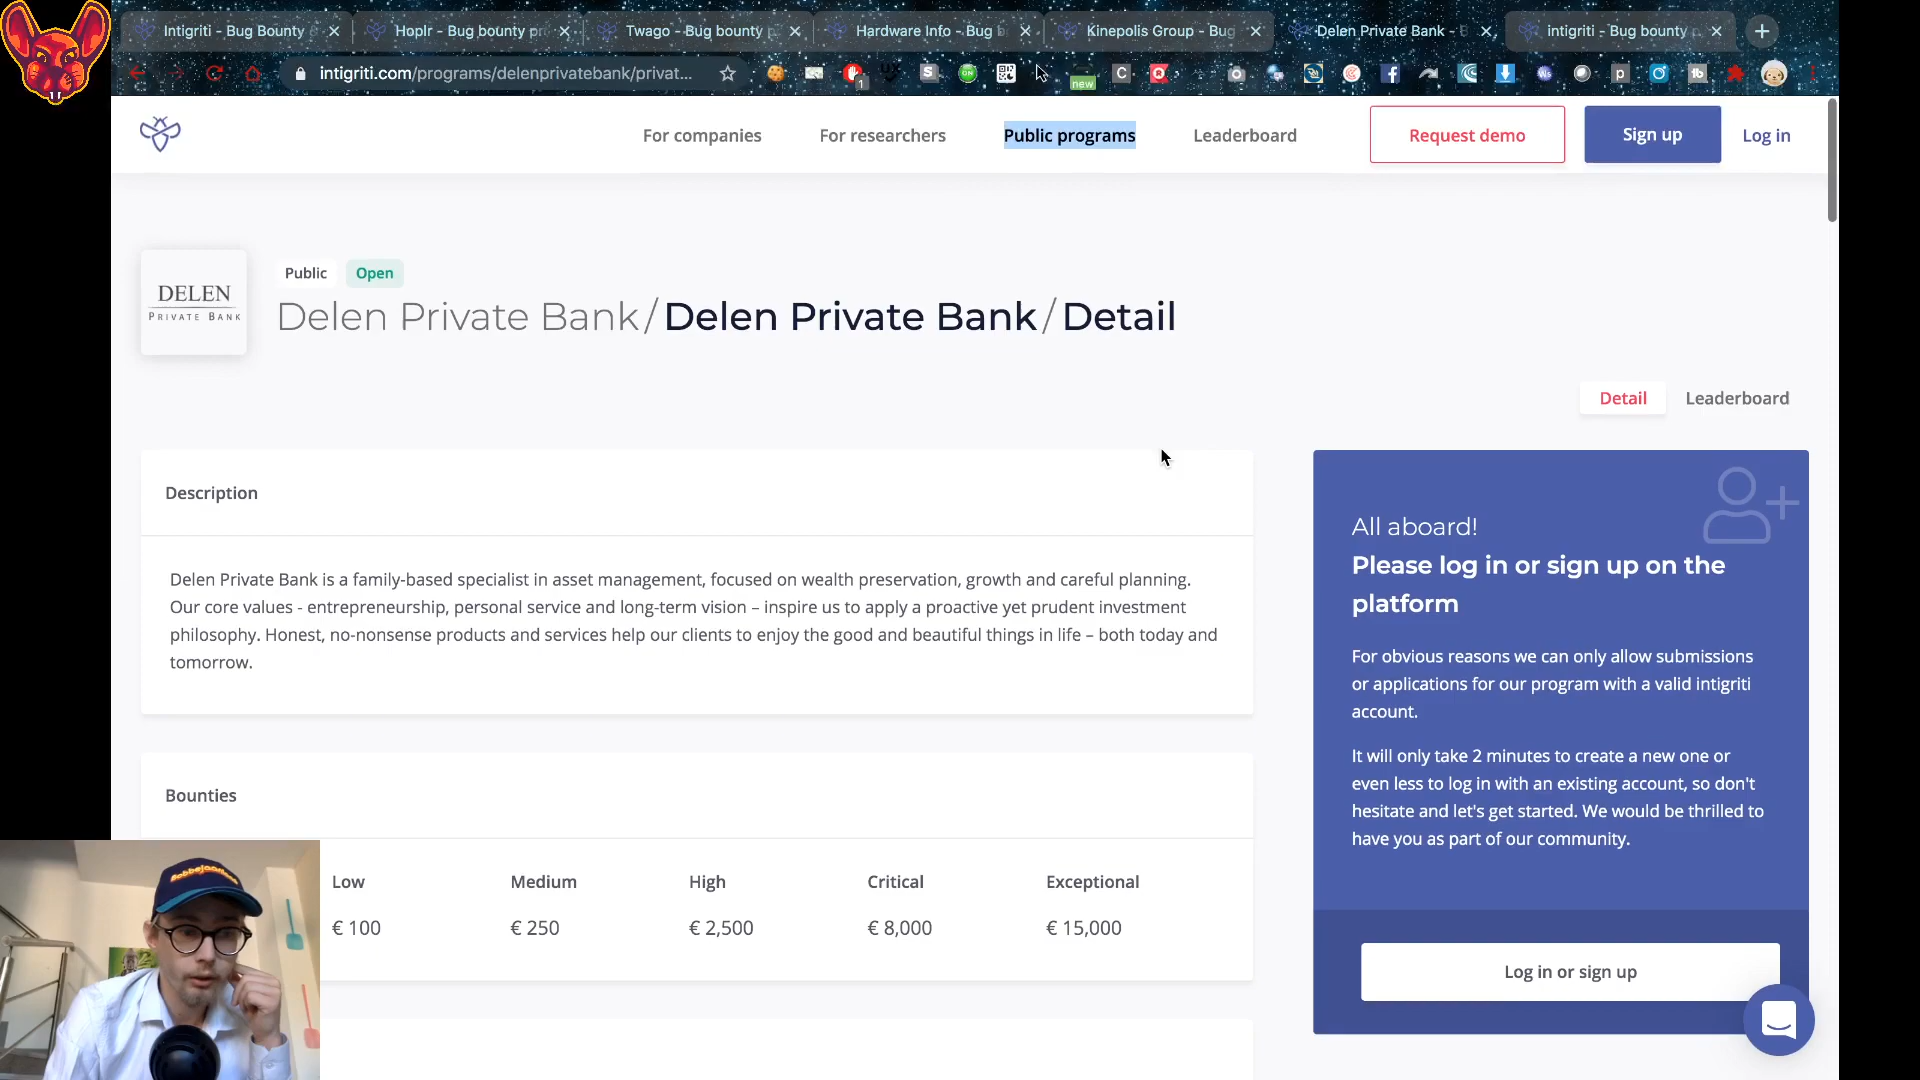 Intigriti - Bug Bounty
Hoplr - Bug bounty pr
Twago - Bug bounty p
Hardware Info - Bug b
Kinepolis Group - Bug
Delen Private Bank - B
intigriti - Bug bounty p
intigriti.com/programs/delenprivatebank/privat...
new
For companies
For researchers
Public programs
Leaderboard
Request demo
Sign up
Log in
DELEN
PRIVATE BANK
Public
Open
Delen Private Bank/Delen Private Bank/Detail
Detail
Leaderboard
Description
Delen Private Bank is a family-based specialist in asset management, focused on wealth preservation, growth and careful planning.
Our core values - entrepreneurship, personal service and long-term vision – inspire us to apply a proactive yet prudent investment
philosophy. Honest, no-nonsense products and services help our clients to enjoy the good and beautiful things in life – both today and
tomorrow.
All aboard!
Please log in or sign up on the
platform
For obvious reasons we can only allow submissions
or applications for our program with a valid intigriti
account.
It will only take 2 minutes to create a new one or
even less to log in with an existing account, so don't
hesitate and let's get started. We would be thrilled to
have you as part of our community.
Log in or sign up
Bounties
Low
Medium
High
Critical
Exceptional
€ 100
€ 250
€ 2,500
€ 8,000
€ 15,000